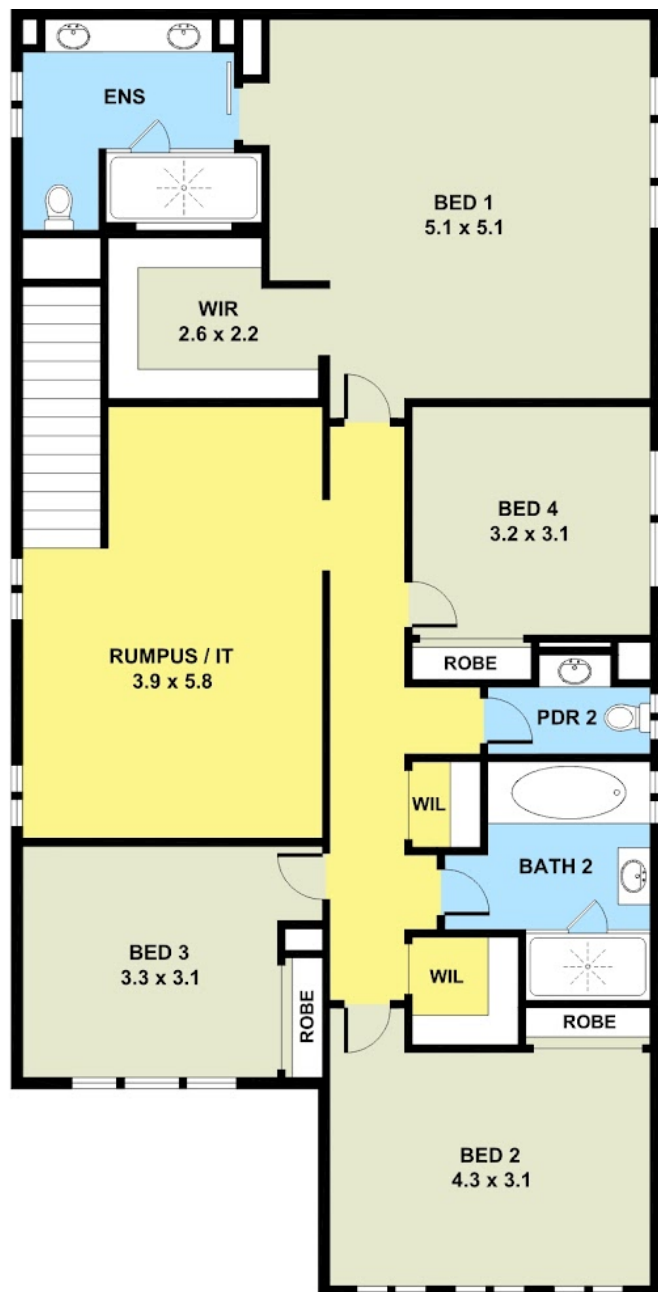 ENS
BED 1
5.1 x 5.1
WIR
2.6 x 2.2
BED 4
3.2 x 3.1
RUMPUS / IT
3.9 x 5.8
ROBE
PDR 2
WIL
BATH 2
BED 3
3.3 x 3.1
ROBE
WIL
ROBE
BED 2
4.3 x 3.1